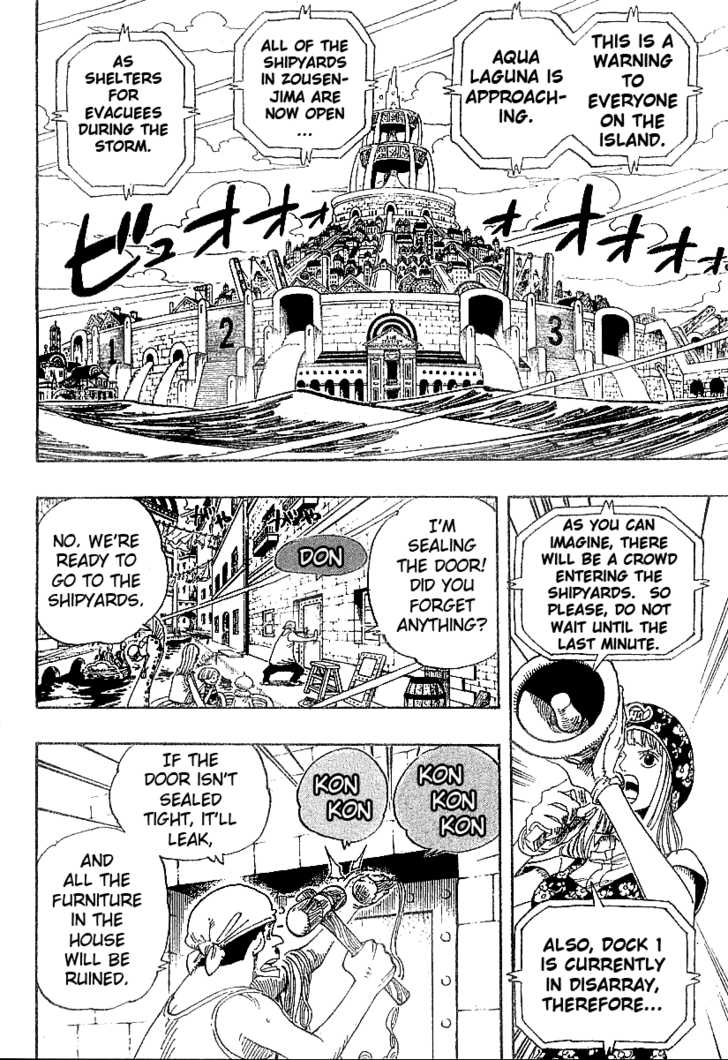 THIS IS A
WARNING
TO
EVERYONE
ON THE
ISLAND.
AQUA
LAGUNA IS
APPROACH-
ING.
ALL OF THE
SHIPYARDS
IN ZOUSEN-
JIMA ARE
NOW OPEN
...
AS
SHELTERS
FOR
EVACUEES
DURING THE
STORM.
ビュオオオォ
オオオオォ
1
2
3
AS YOU CAN
IMAGINE, THERE
WILL BE A CROWD
ENTERING THE
SHIPYARDS. SO
PLEASE, DO NOT
WAIT UNTIL THE
LAST MINUTE.
ALSO, DOCK 1
IS CURRENTLY
IN DISARRAY,
THEREFORE...
I'M
SEALING
THE DOOR!
DID YOU
FORGET
ANYTHING?
DON
NO. WE'RE
READY TO
GO TO THE
SHIPYARDS.
KON
KON
KON
KON
KON
IF THE
DOOR ISN'T
SEALED
TIGHT, IT'LL
LEAK,
AND
ALL THE
FURNITURE
IN THE
HOUSE
WILL BE
RUINED.